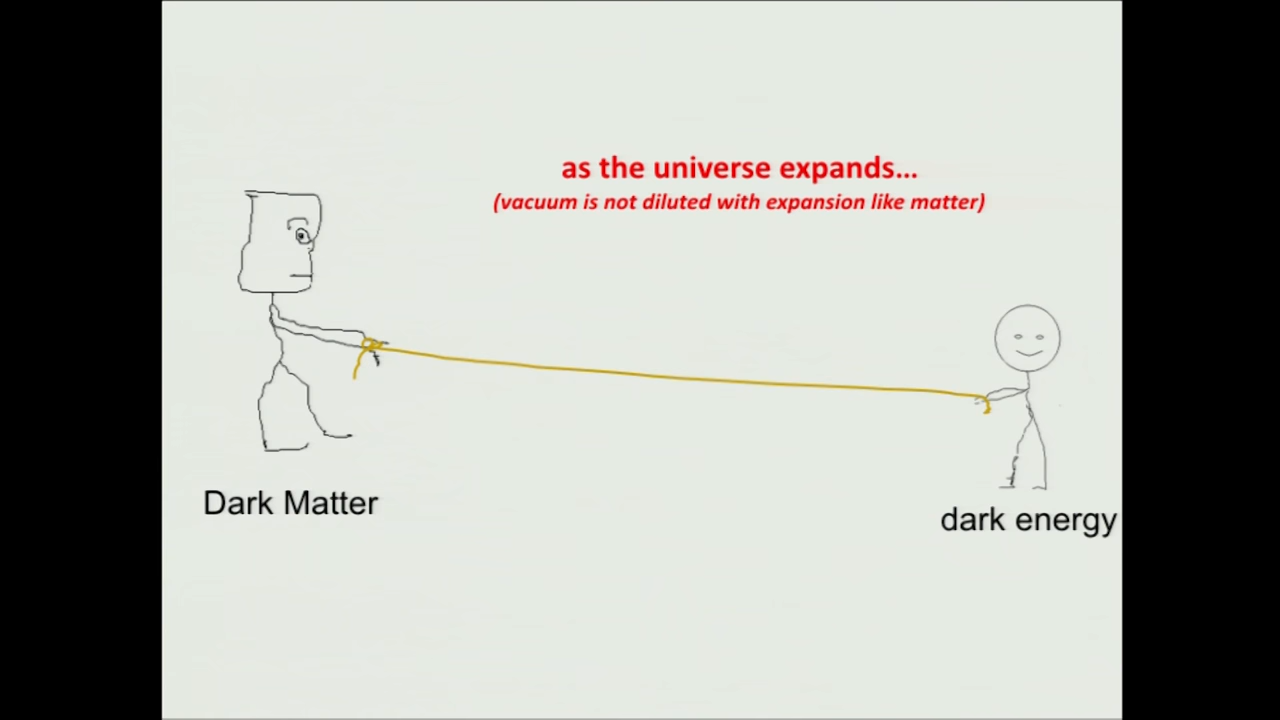 as the universe expands...
(vacuum is not diluted with expansion like matter)
Dark Matter
dark energy